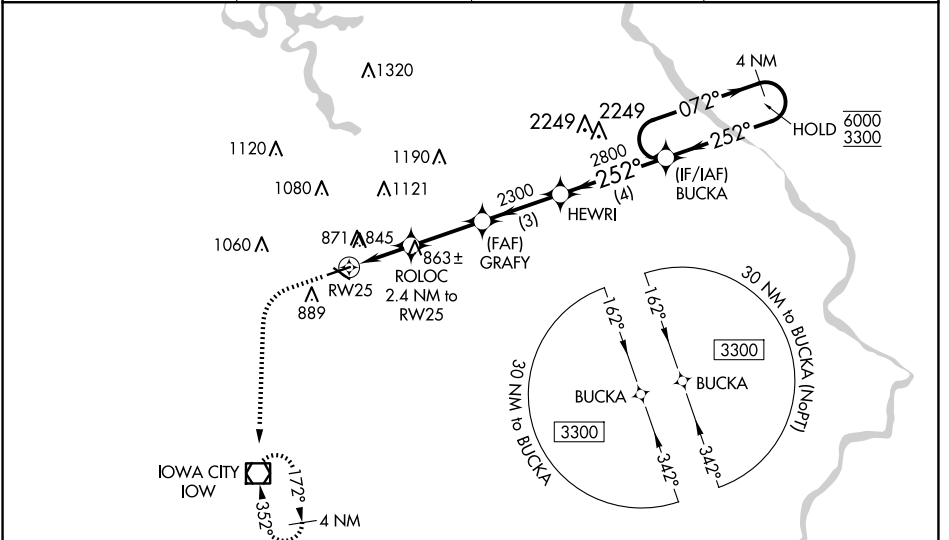 1320
4 NM
072°
HOLD
6000
3300
252°
2249
2249
2800
252°
(4)
(IF/IAF)
BUCKA
1120
1190
1080
1121
2300
(3)
HEWRI
(FAF)
GRAFY
1060
871
845
863±
ROLOC
2.4 NM to
RW25
RW25
889
162°
30 NM to BUCKA
3300
BUCKA
342°
162°
30 NM to BUCKA (NoPT)
3300
BUCKA
342°
IOWA CITY
IOW
172°
352°
4 NM